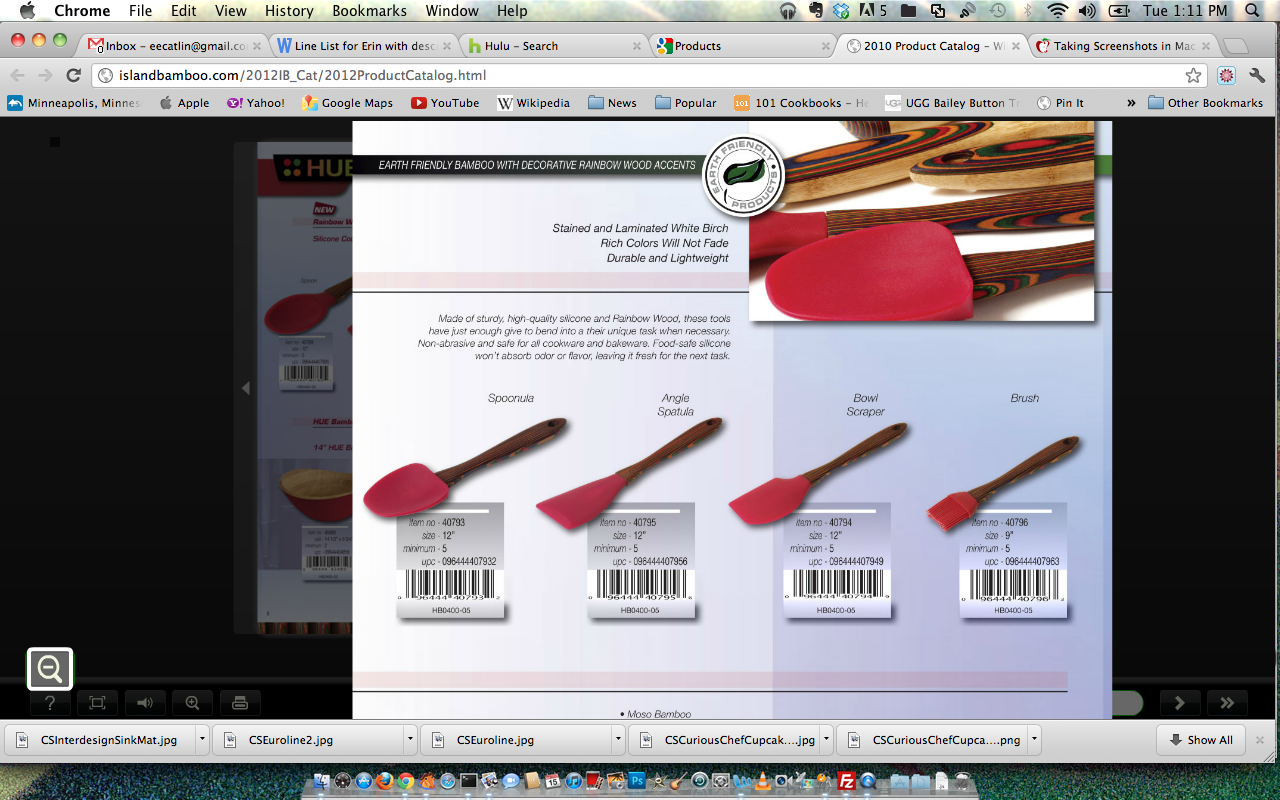 Chrome File Edit View History Bookmarks Window Help
5 Tue 1:11 PM
Inbox - eecatlin@gmail.co
Line List for Erin with desc
Hulu - Search
Products
2010 Product Catalog - Wi
Taking Screenshots in Mac
islandbamboo.com/2012IB_Cat/2012ProductCatalog.html
Minneapolis, Minnes
Apple
Yahoo!
Google Maps
YouTube
Wikipedia
News
Popular
101 Cookbooks - He
UGG Bailey Button Tr
Pin It
»
Other Bookmarks
HUE
NEW
Rainbow W
Silicone Co
HUE Bamb
14" HUE B
EARTH FRIENDLY BAMBOO WITH DECORATIVE RAINBOW WOOD ACCENTS
EARTH FRIENDLY • PRODUCTS •
Stained and Laminated White Birch
Rich Colors Will Not Fade
Durable and Lightweight
Made of sturdy, high-quality silicone and Rainbow Wood, these tools
have just enough give to bend into a their unique task when necessary.
Non-abrasive and safe for all cookware and bakeware. Food-safe silicone
won't absorb odor or flavor, leaving it fresh for the next task.
Spoonula
item no - 40793
size - 12"
minimum - 5
upc - 096444407932
0 96444 40793 2
HB0400-05
Angle
Spatula
item no - 40795
size - 12"
minimum - 5
upc - 096444407956
0 96444 40795 6
HB0400-05
Bowl
Scraper
item no - 40794
size - 12"
minimum - 5
upc - 096444407949
HB0400-05
Brush
item no - 40796
size - 9"
minimum - 5
upc - 096444407963
HB0400-05
• Moso Bamboo
?
CSInterdesignSinkMat.jpg
CSEuroline2.jpg
CSEuroline.jpg
CSCuriousChefCupcak....jpg
CSCuriousChefCupca....png
Show All